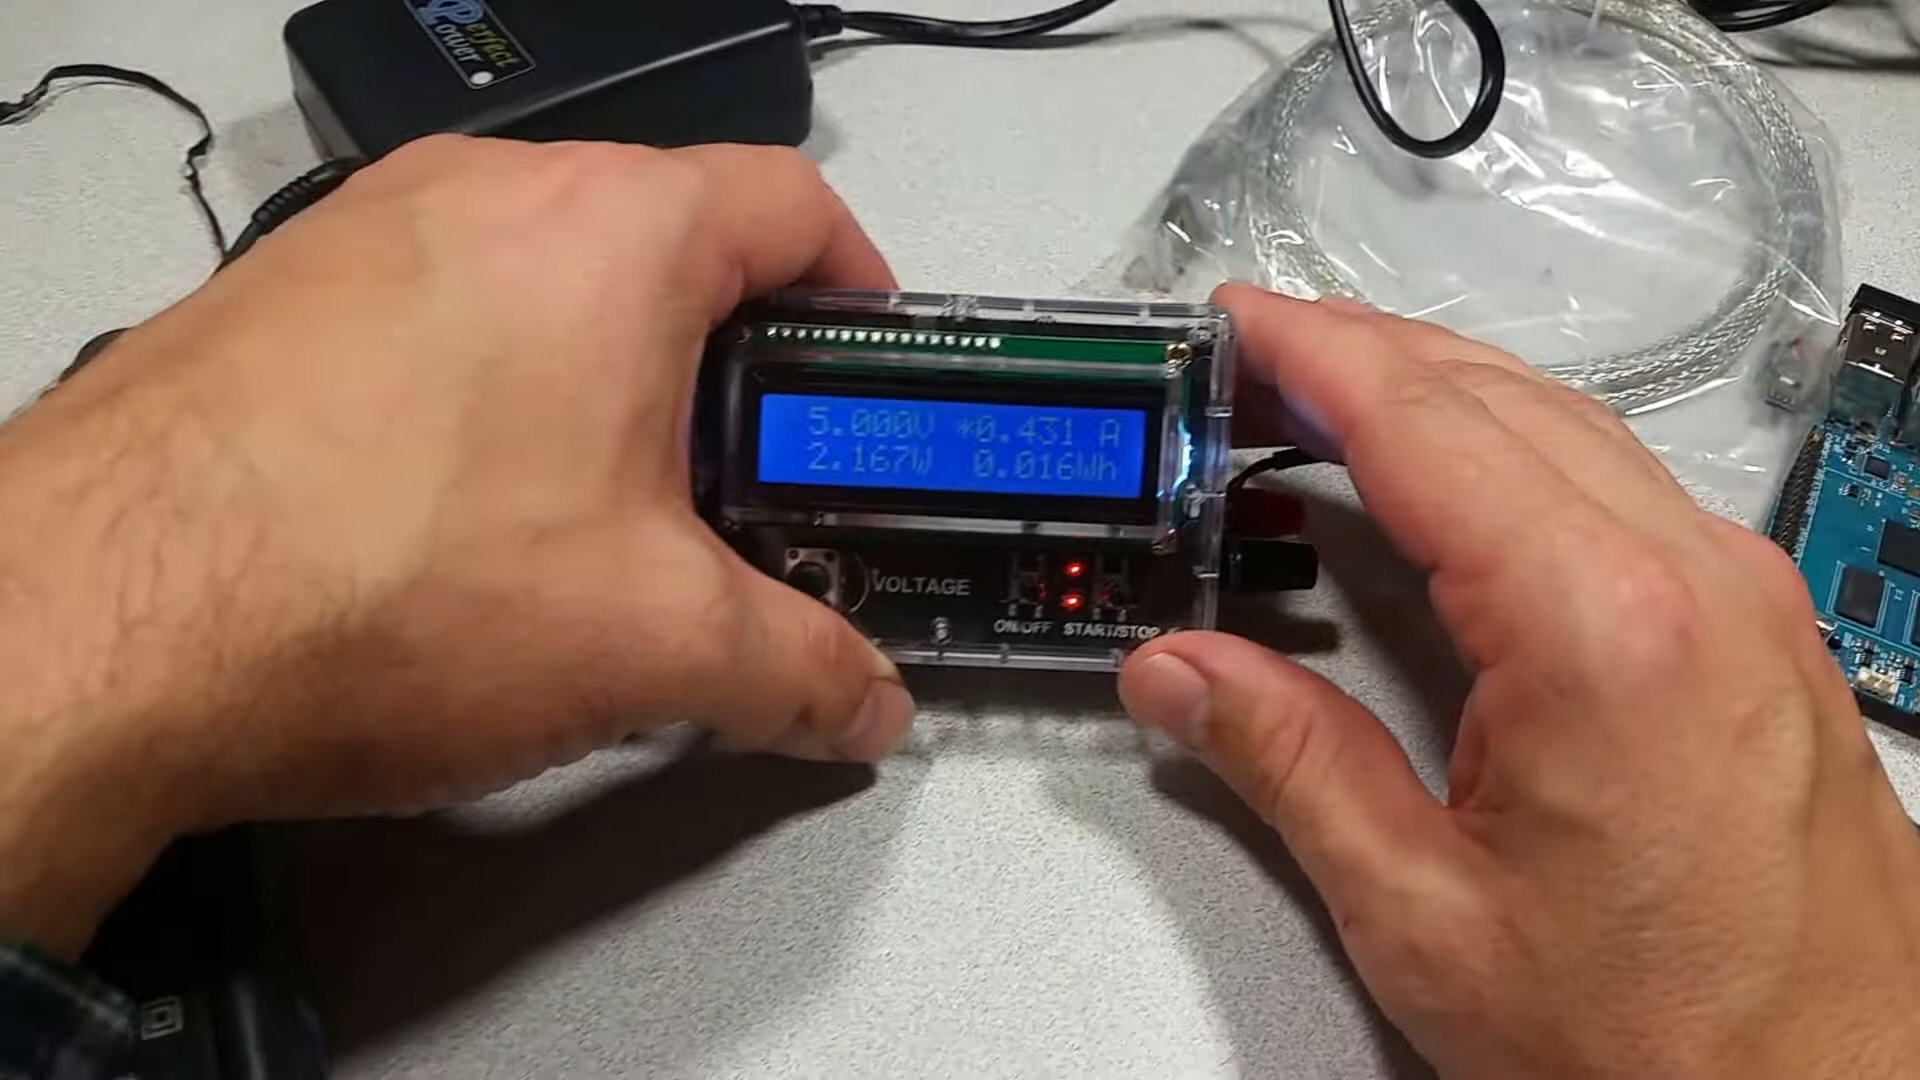 Perfect
Power
5.000V *0.431 A
2.167W 0.016Wh
VOLTAGE
ON/OFF START/STOP